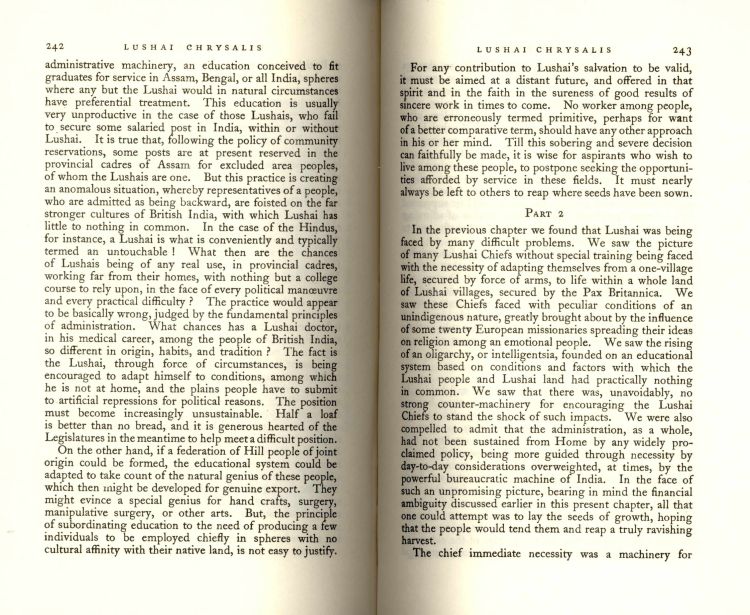 242 LUSHAI CHRYSALIS
administrative machinery, an education conceived to fit
graduates for service in Assam, Bengal, or all India, spheres
where any but the Lushai would in natural circumstances
have preferential treatment. This education is usually
very unproductive in the case of those Lushais, who fail
to secure some salaried post in India, within or without
Lushai. It is true that, following the policy of community
reservations, some posts are at present reserved in the
provincial cadres of Assam for excluded area peoples,
of whom the Lushais are one. But this practice is creating
an anomalous situation, whereby representatives of a people,
who are admitted as being backward, are foisted on the far
stronger cultures of British India, with which Lushai has
little to nothing in common. In the case of the Hindus,
for instance, a Lushai is what is conveniently and typically
termed an untouchable ! What then are the chances
of Lushais being of any real use, in provincial cadres,
working far from their homes, with nothing but a college
course to rely upon, in the face of every political manœuvre
and every practical difficulty ? The practice would appear
to be basically wrong, judged by the fundamental principles
of administration. What chances has a Lushai doctor,
in his medical career, among the people of British India,
so different in origin, habits, and tradition ? The fact is
the Lushai, through force of circumstances, is being
encouraged to adapt himself to conditions, among which
he is not at home, and the plains people have to submit
to artificial repressions for political reasons. The position
must become increasingly unsustainable. Half a loaf
is better than no bread, and it is generous hearted of the
Legislatures in the meantime to help meet a difficult position.
On the other hand, if a federation of Hill people of joint
origin could be formed, the educational system could be
adapted to take count of the natural genius of these people,
which then might be developed for genuine export. They
might evince a special genius for hand crafts, surgery,
manipulative surgery, or other arts. But, the principle
of subordinating education to the need of producing a few
individuals to be employed chiefly in spheres with no
cultural affinity with their native land, is not easy to justify.
LUSHAI CHRYSALIS 243
For any contribution to Lushai's salvation to be valid,
it must be aimed at a distant future, and offered in that
spirit and in the faith in the sureness of good results of
sincere work in times to come. No worker among people,
who are erroneously termed primitive, perhaps for want
of a better comparative term, should have any other approach
in his or her mind. Till this sobering and severe decision
can faithfully be made, it is wise for aspirants who wish to
live among these people, to postpone seeking the opportuni-
ties afforded by service in these fields. It must nearly
always be left to others to reap where seeds have been sown.
PART 2
In the previous chapter we found that Lushai was being
faced by many difficult problems. We saw the picture
of many Lushai Chiefs without special training being faced
with the necessity of adapting themselves from a one-village
life, secured by force of arms, to life within a whole land
of Lushai villages, secured by the Pax Britannica. We
saw these Chiefs faced with peculiar conditions of an
unindigenous nature, greatly brought about by the influence
of some twenty European missionaries spreading their ideas
on religion among an emotional people. We saw the rising
of an oligarchy, or intelligentsia, founded on an educational
system based on conditions and factors with which the
Lushai people and Lushai land had practically nothing
in common. We saw that there was, unavoidably, no
strong counter-machinery for encouraging the Lushai
Chiefs to stand the shock of such impacts. We were also
compelled to admit that the administration, as a whole,
had not been sustained from Home by any widely pro-
claimed policy, being more guided through necessity by
day-to-day considerations overweighted, at times, by the
powerful bureaucratic machine of India. In the face of
such an unpromising picture, bearing in mind the financial
ambiguity discussed earlier in this present chapter, all that
one could attempt was to lay the seeds of growth, hoping
that the people would tend them and reap a truly ravishing
harvest.
The chief immediate necessity was a machinery for